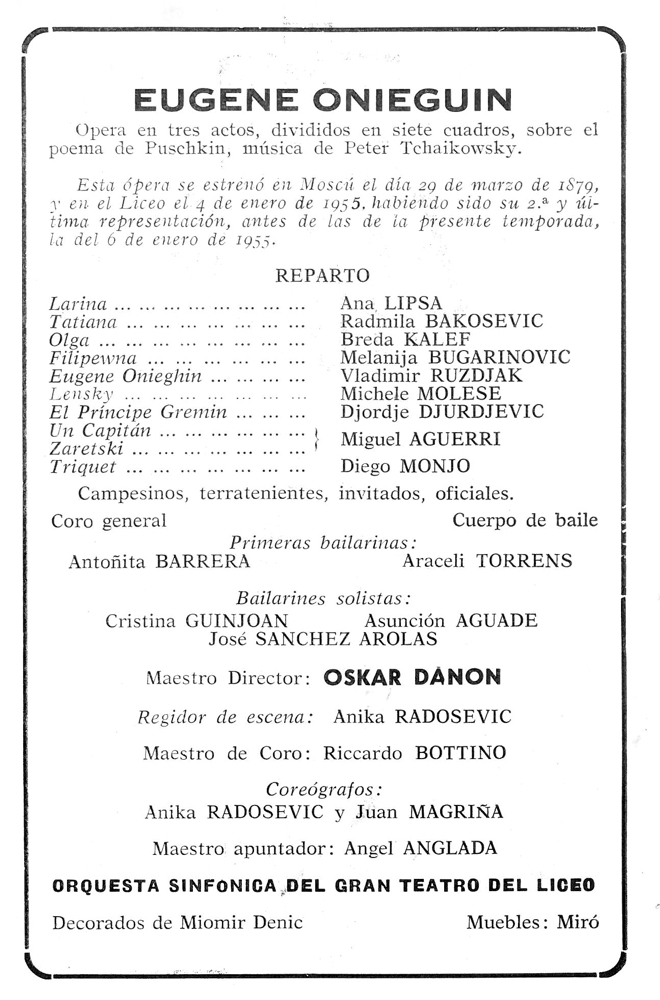 EUGENE ONIEGUIN
Opera en tres actos, divididos en siete cuadros, sobre el
poema de Puschkin, música de Peter Tchaikowsky.
Esta ópera se estrenó en Moscú el día 29 de marzo de 1879,
y en el Liceo el 4 de enero de 1955, habiendo sido su 2.ª y úl-
tima representación, antes de las de la presente temporada,
la del 6 de enero de 1955.
REPARTO
Larina ... ... ... ... ... ... ... ... Ana LIPSA
Tatiana ... ... ... ... ... ... ... Radmila BAKOSEVIC
Olga ... ... ... ... ... ... ... ... Breda KALEF
Filipewna ... ... ... ... ... ... Melanija BUGARINOVIC
Eugene Onieghin ... ... ... ... Vladimir RUZDJAK
Lensky ... ... ... ... ... ... ... Michele MOLESE
El Príncipe Gremin ... ... ... Djordje DJURDJEVIC
Un Capitán ... ... ... ... ... ...
Zaretski ... ... ... ... ... ... ... } Miguel AGUERRI
Triquet ... ... ... ... ... ... ... Diego MONJO
Campesinos, terratenientes, invitados, oficiales.
Coro general Cuerpo de baile
Primeras bailarinas:
Antoñita BARRERA Araceli TORRENS
Bailarines solistas:
Cristina GUINJOAN Asunción AGUADE
José SANCHEZ AROLAS
Maestro Director: OSKAR DANON
Regidor de escena: Anika RADOSEVIC
Maestro de Coro: Riccardo BOTTINO
Coreógrafos:
Anika RADOSEVIC y Juan MAGRIÑA
Maestro apuntador: Angel ANGLADA
ORQUESTA SINFONICA DEL GRAN TEATRO DEL LICEO
Decorados de Miomir Denic Muebles: Miró